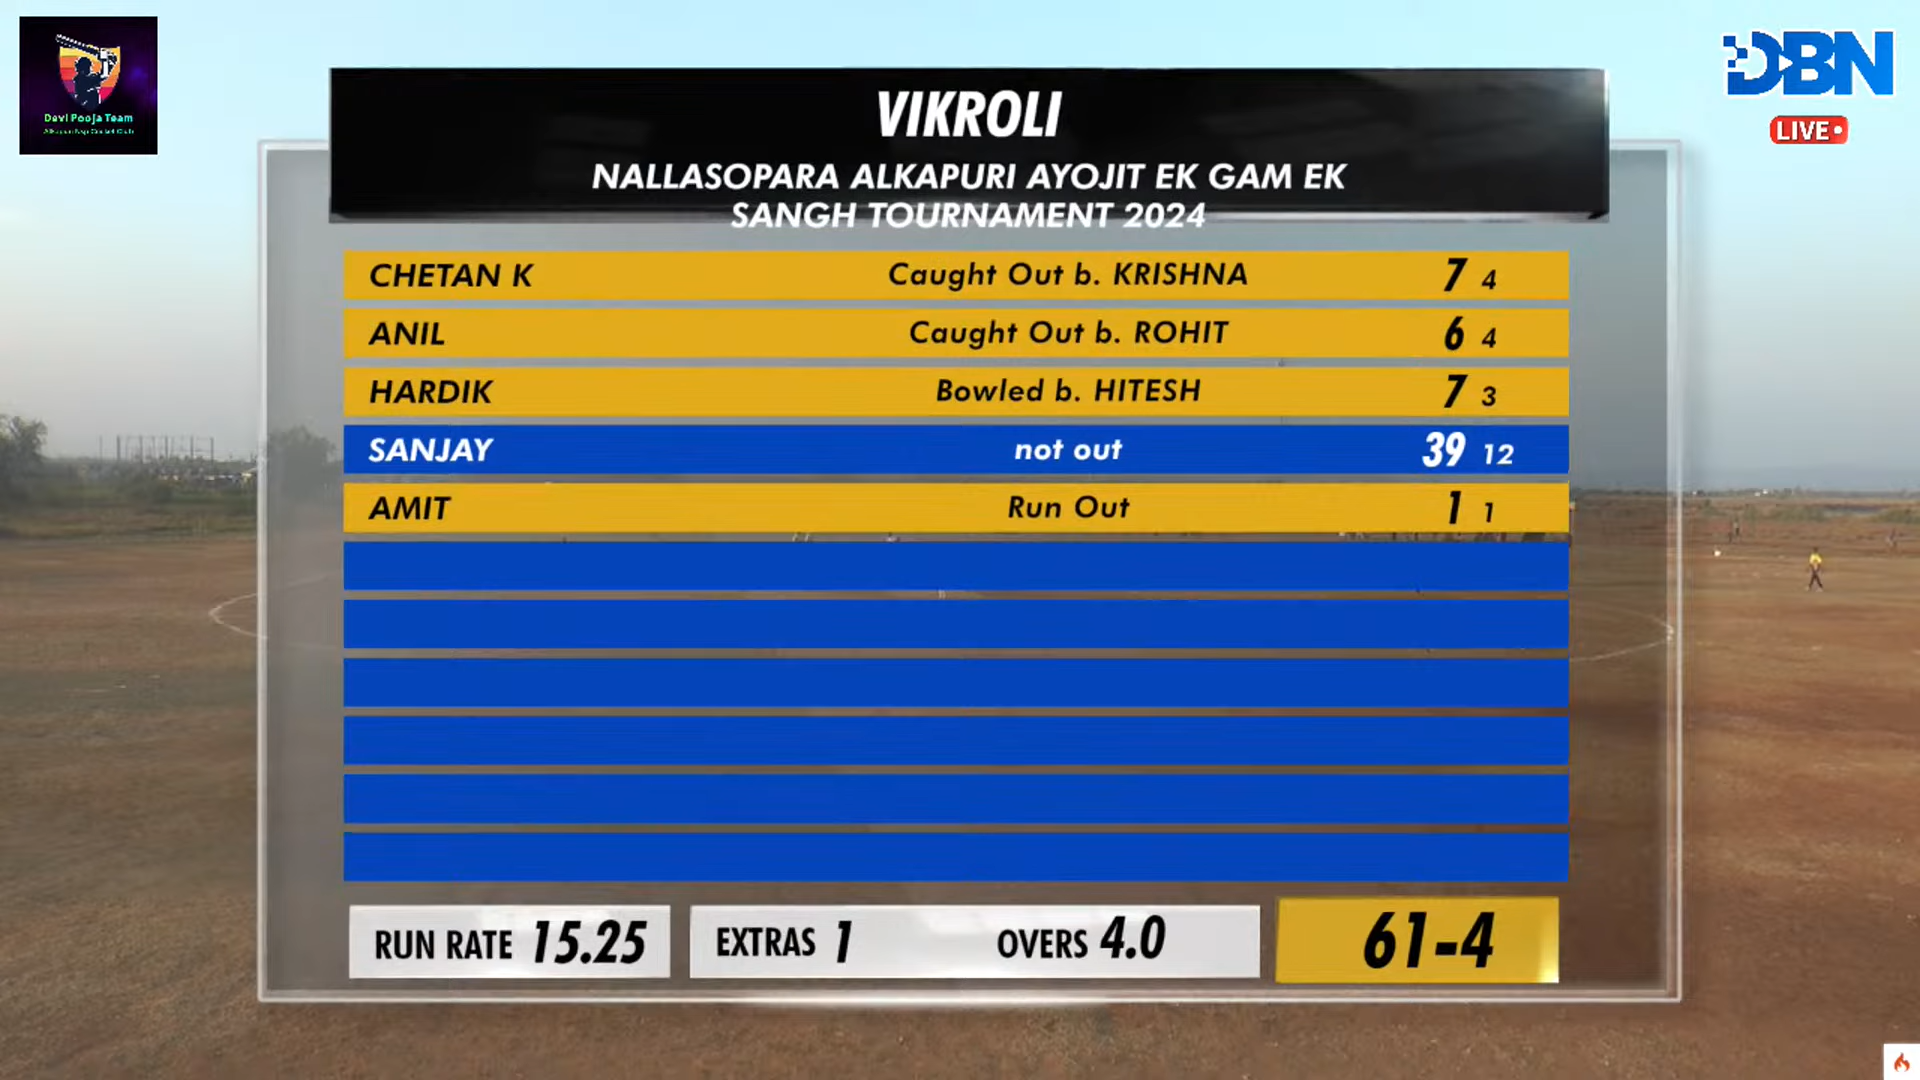 Devi Pooja Team
DBN
LIVE
VIKROLI
NALLASOPARA ALKAPURI AYOJIT EK GAM EK
SANGH TOURNAMENT 2024
CHETAN K Caught Out b. KRISHNA 7 4
ANIL Caught Out b. ROHIT 6 4
HARDIK Bowled b. HITESH 7 3
SANJAY not out 39 12
AMIT Run Out 1 1
RUN RATE 15.25 EXTRAS 1 OVERS 4.0 61-4